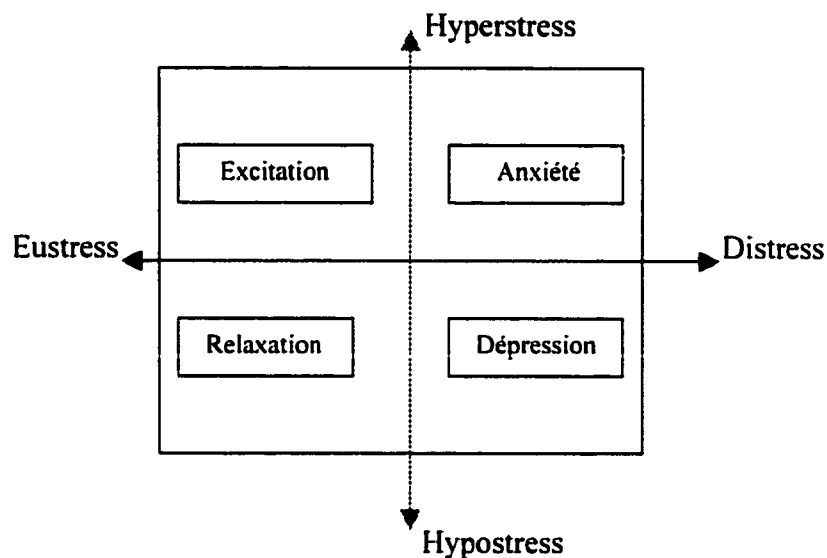 Hyperstress
Excitation
Anxiété
Eustress
Distress
Relaxation
Dépression
Hypostress